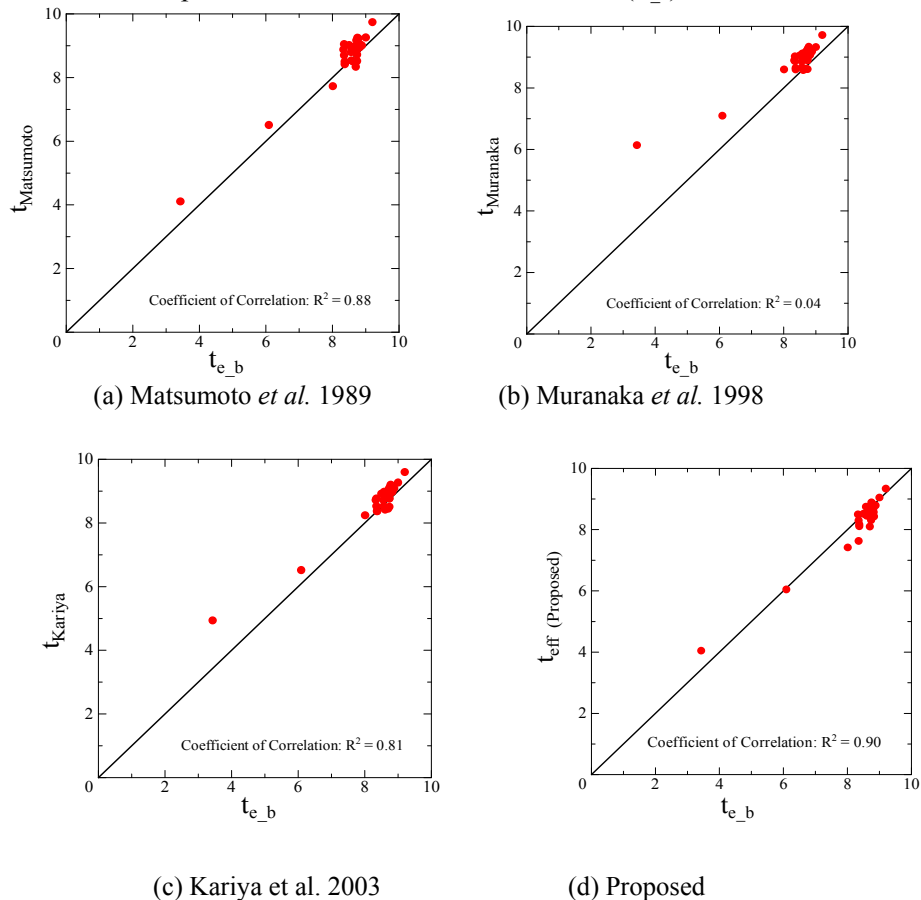 10
8
6
4
2
0 2 4 6 8 10
t_Matsumoto
Coefficient of Correlation: R² = 0.88
t_e_b
(a) Matsumoto et al. 1989
10
8
6
4
2
0 2 4 6 8 10
t_Muranaka
Coefficient of Correlation: R² = 0.04
t_e_b
(b) Muranaka et al. 1998
10
8
6
4
2
0 2 4 6 8 10
t_Kariya
Coefficient of Correlation: R² = 0.81
t_e_b
(c) Kariya et al. 2003
10
8
6
4
2
0 2 4 6 8 10
t_eff (Proposed)
Coefficient of Correlation: R² = 0.90
t_e_b
(d) Proposed